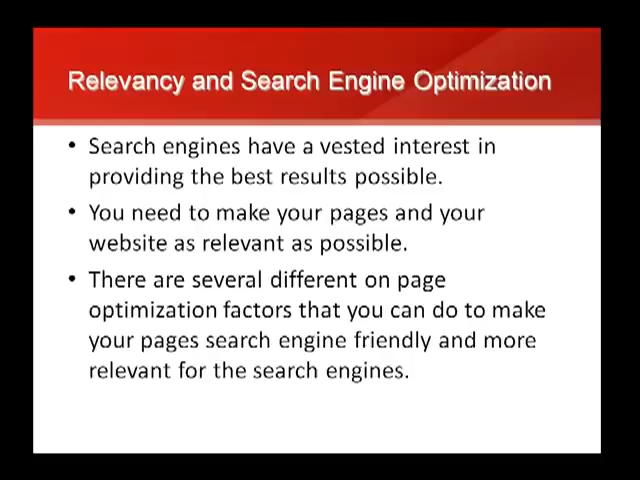 Relevancy and Search Engine Optimization
• Search engines have a vested interest in
providing the best results possible.
• You need to make your pages and your
website as relevant as possible.
• There are several different on page
optimization factors that you can do to make
your pages search engine friendly and more
relevant for the search engines.